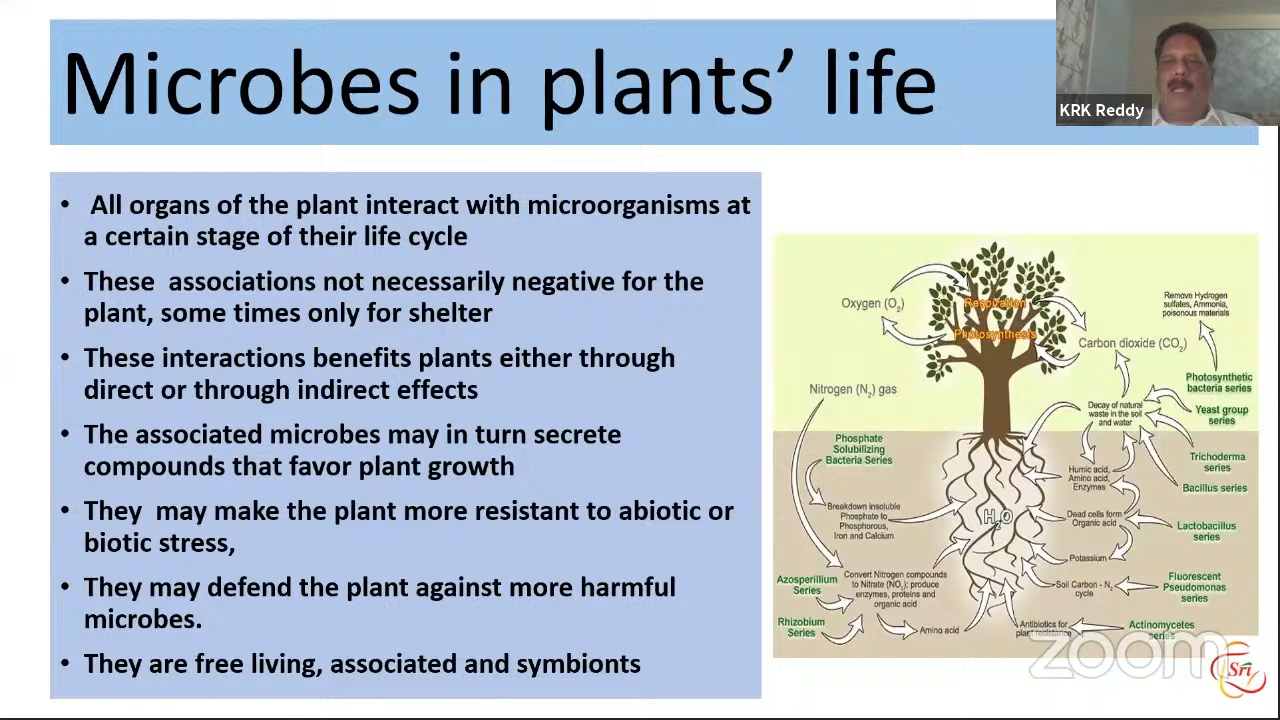 Microbes in plants’ life
KRK Reddy
• All organs of the plant interact with microorganisms at
a certain stage of their life cycle
• These associations not necessarily negative for the
plant, some times only for shelter
• These interactions benefits plants either through
direct or through indirect effects
• The associated microbes may in turn secrete
compounds that favor plant growth
• They may make the plant more resistant to abiotic or
biotic stress,
• They may defend the plant against more harmful
microbes.
• They are free living, associated and symbionts
Oxygen (O₂)
Respiration
Photosynthesis
Remove Hydrogen
sulfates, Ammonia,
poisonous materials
Carbon dioxide (CO₂)
Nitrogen (N₂) gas
Photosynthetic
bacteria series
Decay of natural
waste in the soil
and water
Yeast group
series
Phosphate
Solubilizing
Bacteria Series
Trichoderma
series
Humic acid,
Amino acid,
Enzymes
Bacillus series
Breakdown insoluble
Phosphate to
Phosphorous,
Iron and Calcium
H₂O
Dead cells form
Organic acid
Lactobacillus
series
Potassium
Azosperillium
Series
Convert Nitrogen compounds
to Nitrate (NO₃); produce
enzymes, proteins and
organic acid
Soil Carbon - N₂
cycle
Fluorescent
Pseudomonas
series
Rhizobium
Series
Amino acid
Antibiotics for
plant resistance
Actinomycetes
series
zoom
Sri